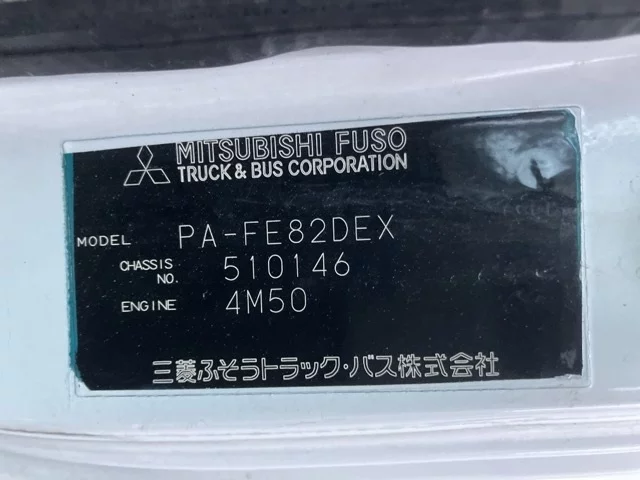 MITSUBISHI FUSO
TRUCK & BUS CORPORATION
MODEL PA-FE82DEX
CHASSIS NO. 510146
ENGINE 4M50
三菱ふそうトラック・バス株式会社